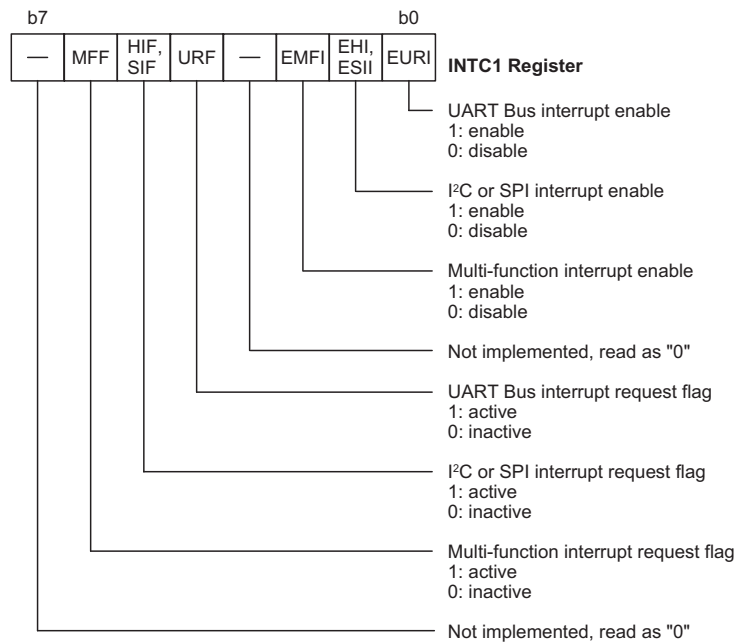 b7 b0
— MFF HIF, SIF URF — EMFI EHI, ESII EURI INTC1 Register
UART Bus interrupt enable
1: enable
0: disable
I²C or SPI interrupt enable
1: enable
0: disable
Multi-function interrupt enable
1: enable
0: disable
Not implemented, read as "0"
UART Bus interrupt request flag
1: active
0: inactive
I²C or SPI interrupt request flag
1: active
0: inactive
Multi-function interrupt request flag
1: active
0: inactive
Not implemented, read as "0"